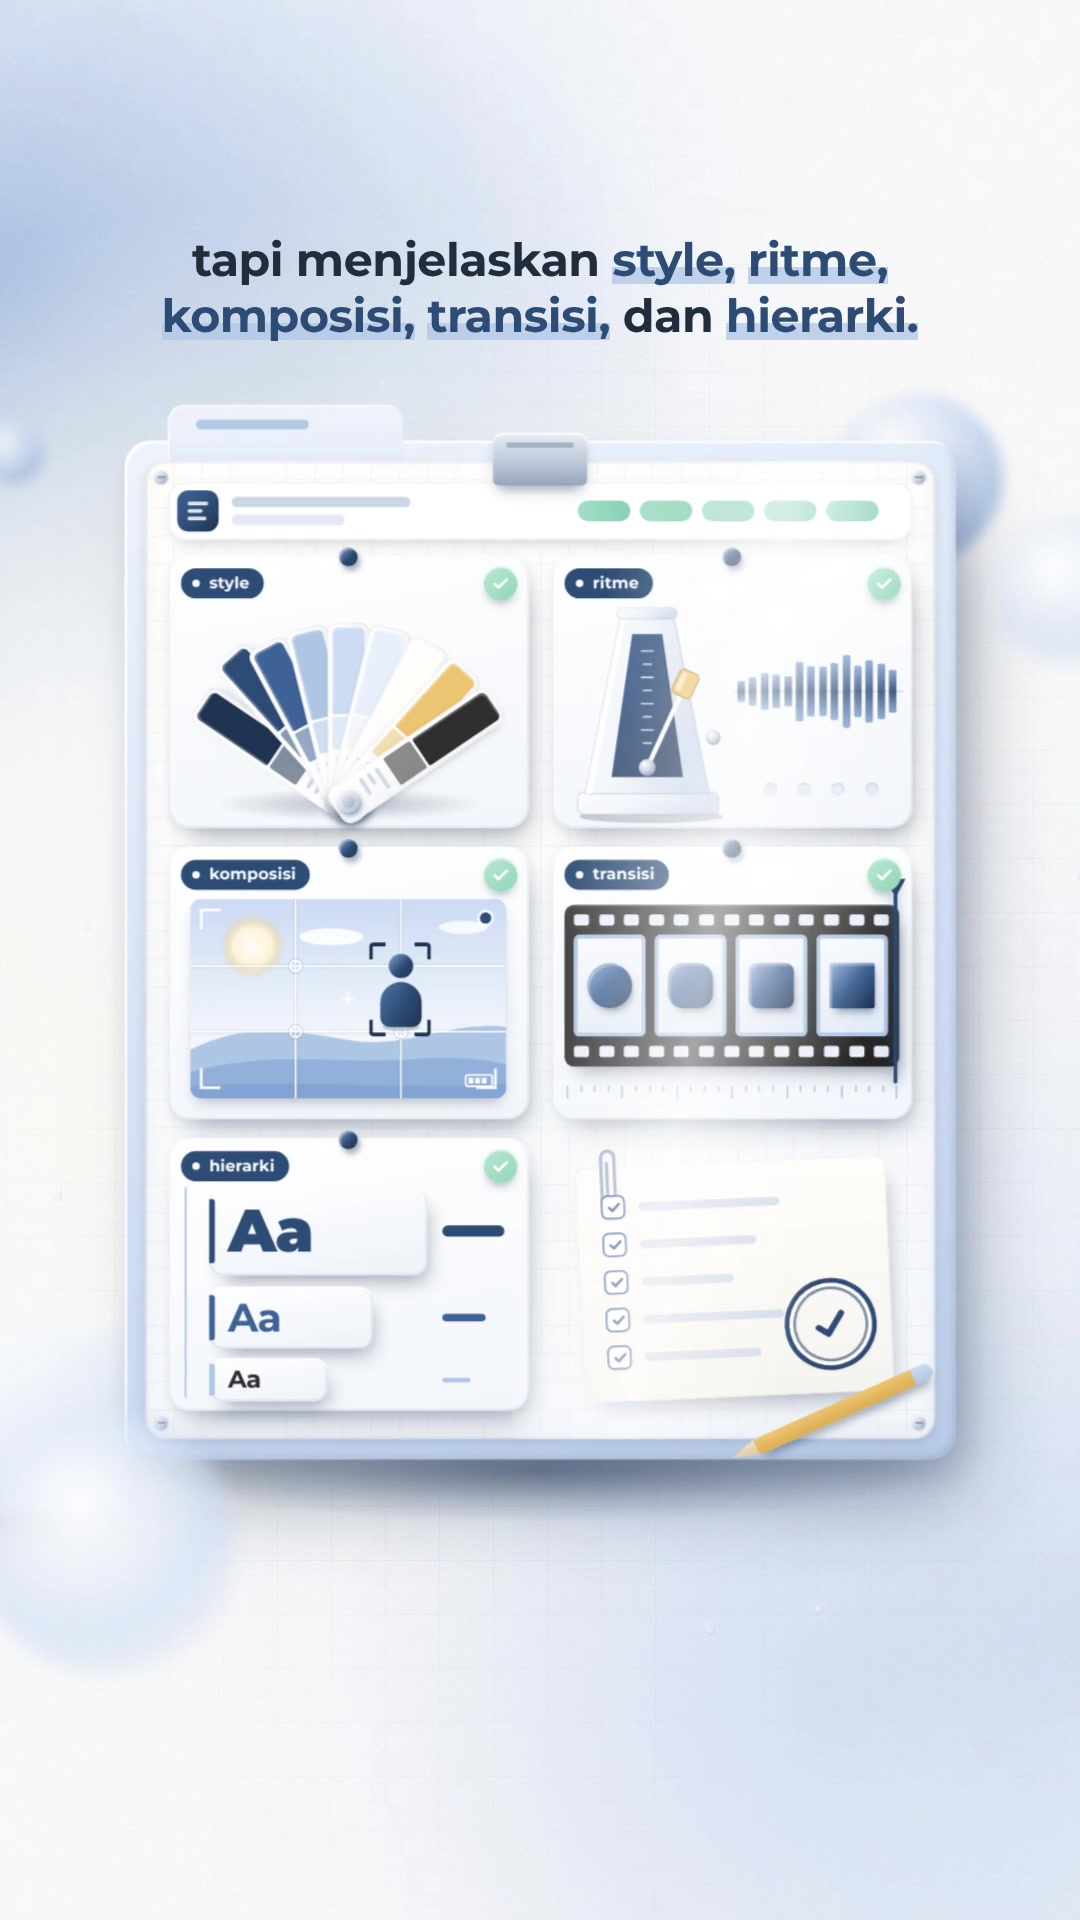 tapi menjelaskan style, ritme,
komposisi, transisi, dan hierarki.
style
ritme
komposisi
transisi
hierarki
Aa
Aa
Aa